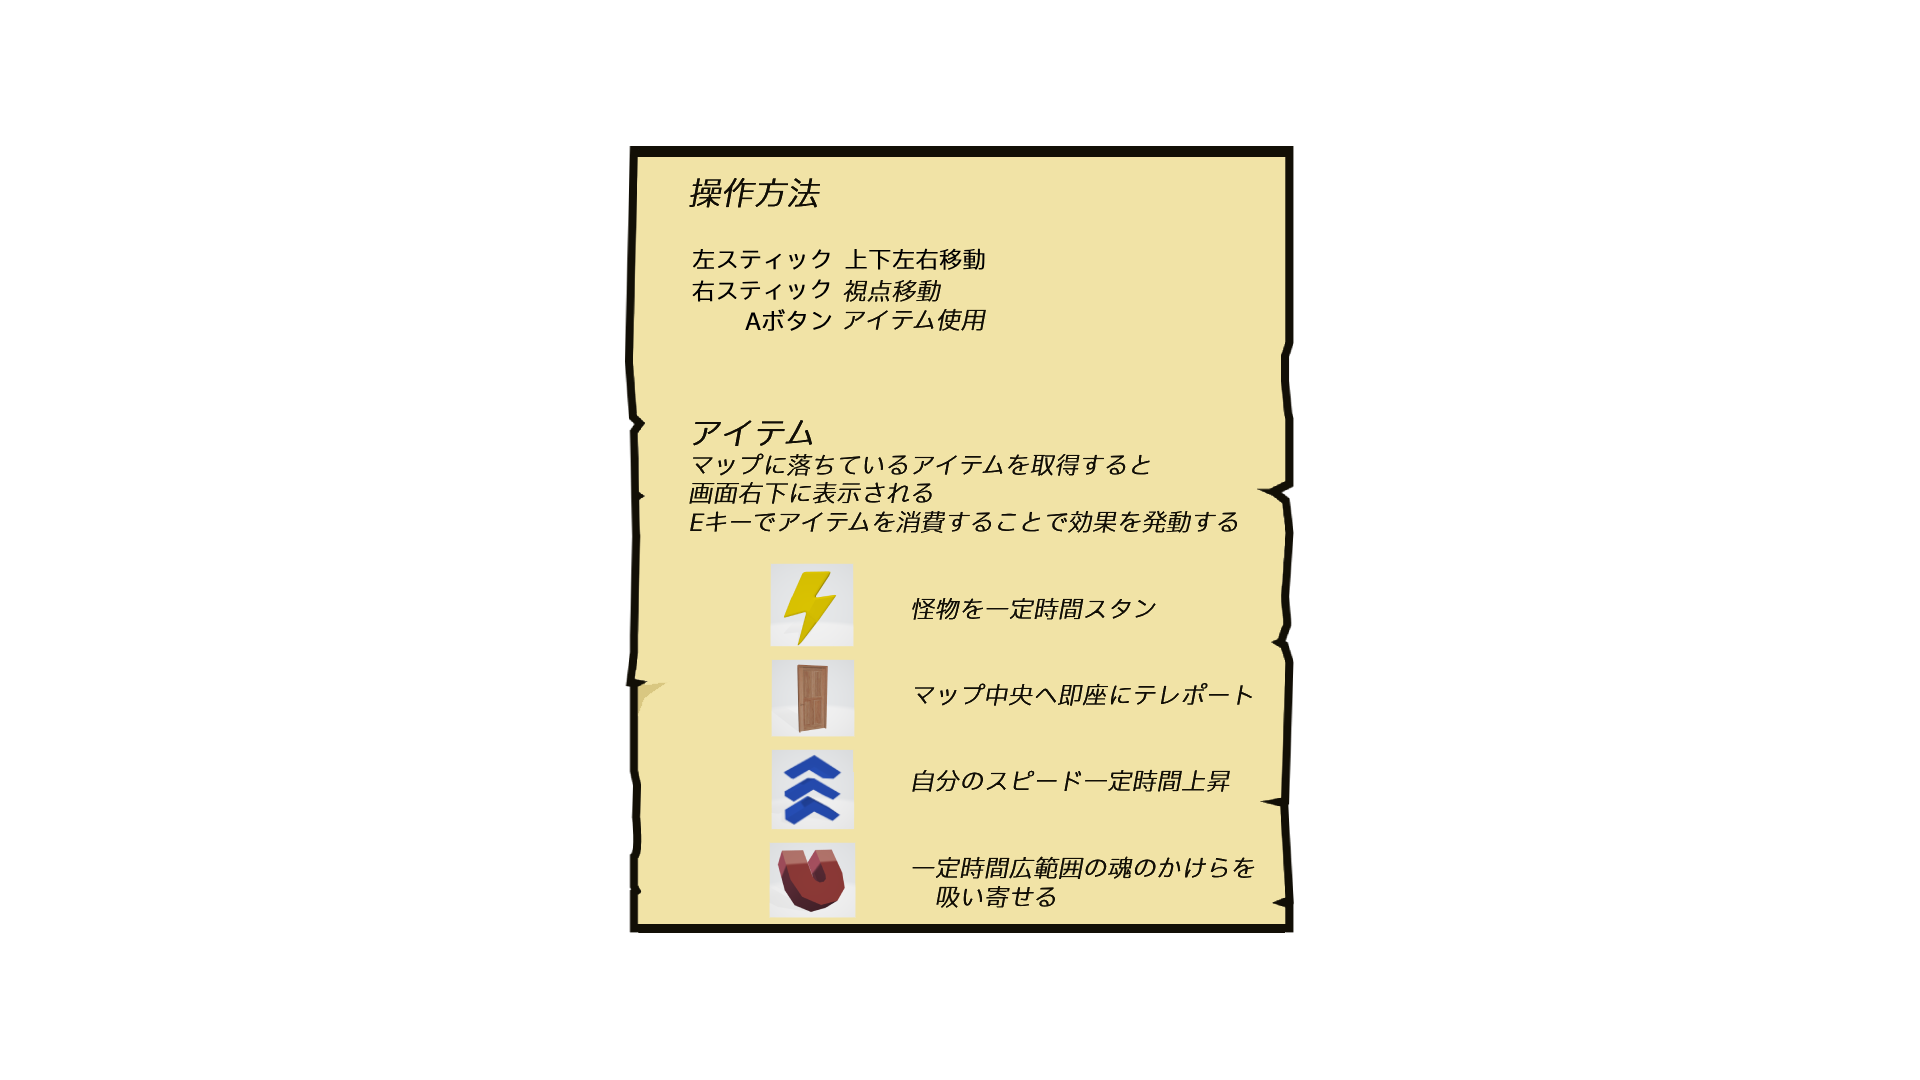 操作方法
左スティック 上下左右移動
右スティック 視点移動
Aボタン アイテム使用
アイテム
マップに落ちているアイテムを取得すると
画面右下に表示される
Eキーでアイテムを消費することで効果を発動する
怪物を一定時間スタン
マップ中央へ即座にテレポート
自分のスピード一定時間上昇
一定時間広範囲の魂のかけらを
吸い寄せる